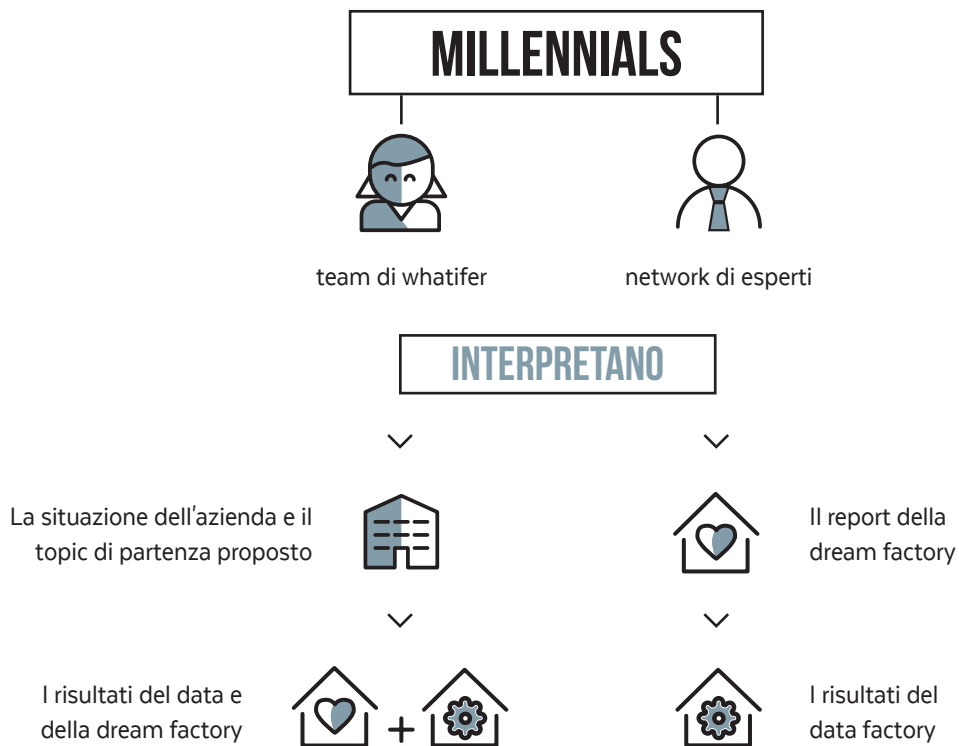 MILLENNIALS
team di whatifer
network di esperti
INTERPRETANO
La situazione dell'azienda e il
topic di partenza proposto
Il report della
dream factory
I risultati del data e
della dream factory
+
I risultati del
data factory